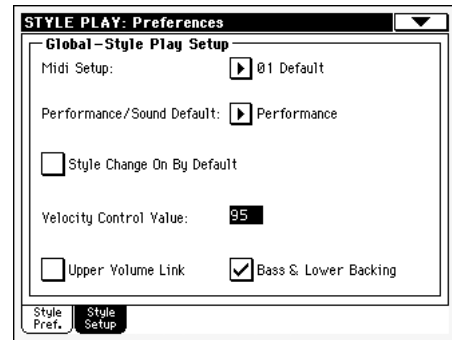 STYLE PLAY: Preferences
Global-Style Play Setup
Midi Setup: 01 Default
Performance/Sound Default: Performance
Style Change On By Default
Velocity Control Value: 95
Upper Volume Link Bass & Lower Backing
Style Pref. Style Setup